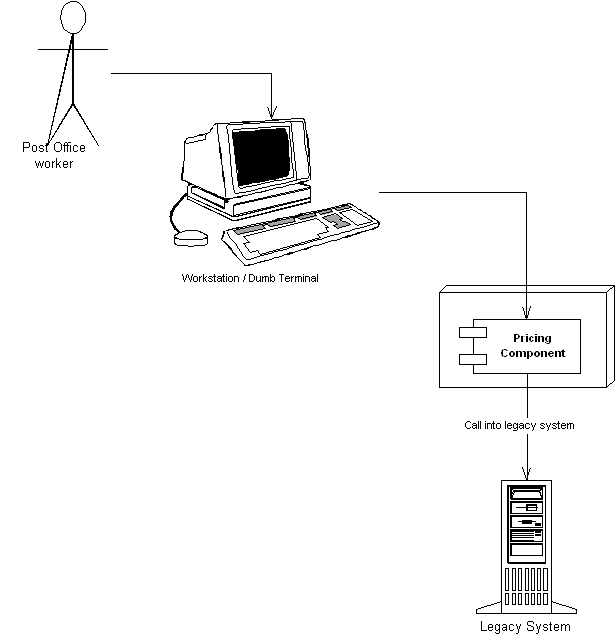 Post Office
worker
Workstation / Dumb Terminal
Pricing
Component
Call into legacy system
Legacy System